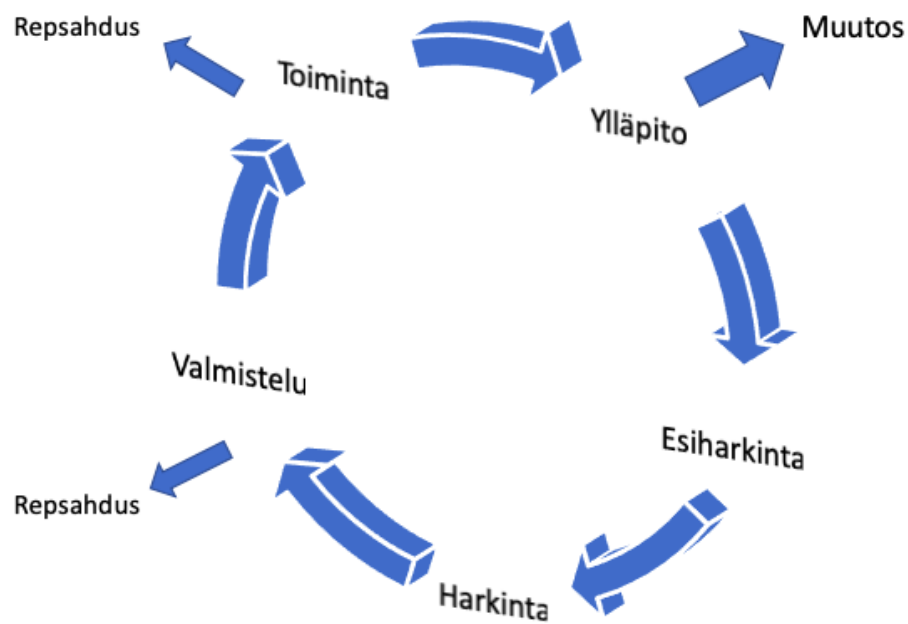 Repsahdus
Muutos
Toiminta
Ylläpito
Valmistelu
Esiharkinta
Repsahdus
Harkinta